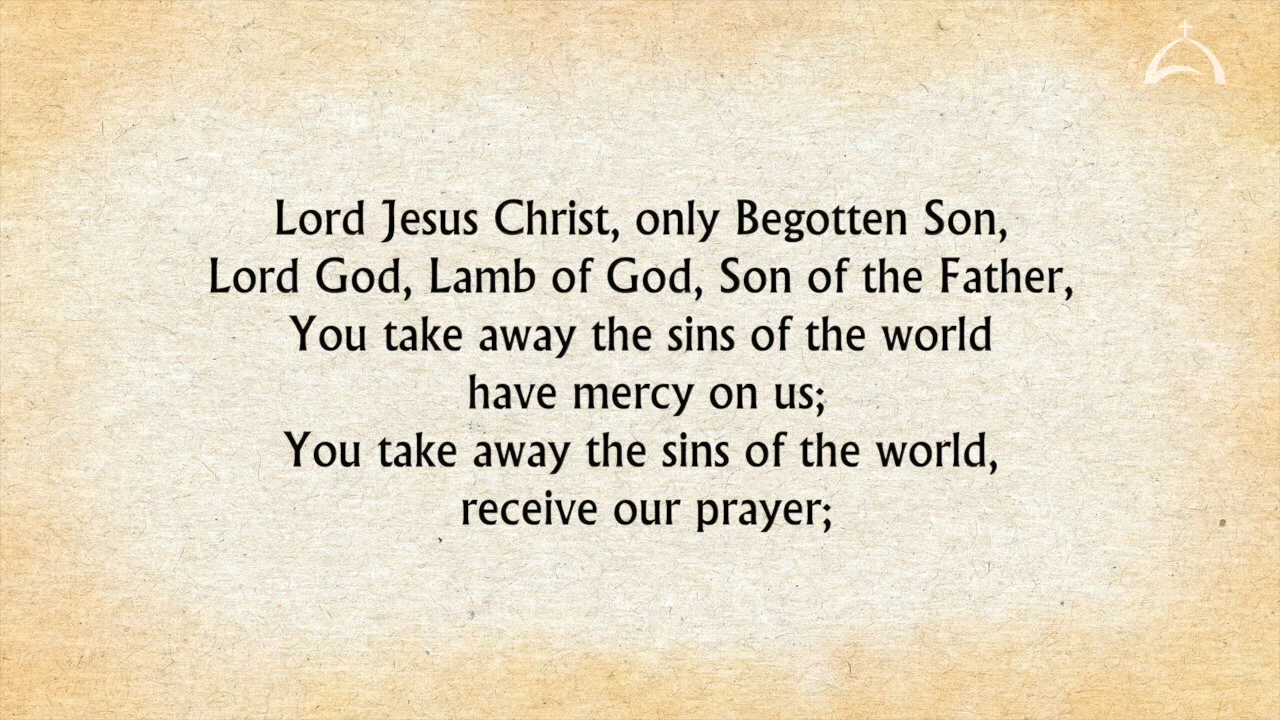 Lord Jesus Christ, only Begotten Son,
Lord God, Lamb of God, Son of the Father,
You take away the sins of the world
have mercy on us;
You take away the sins of the world,
receive our prayer;